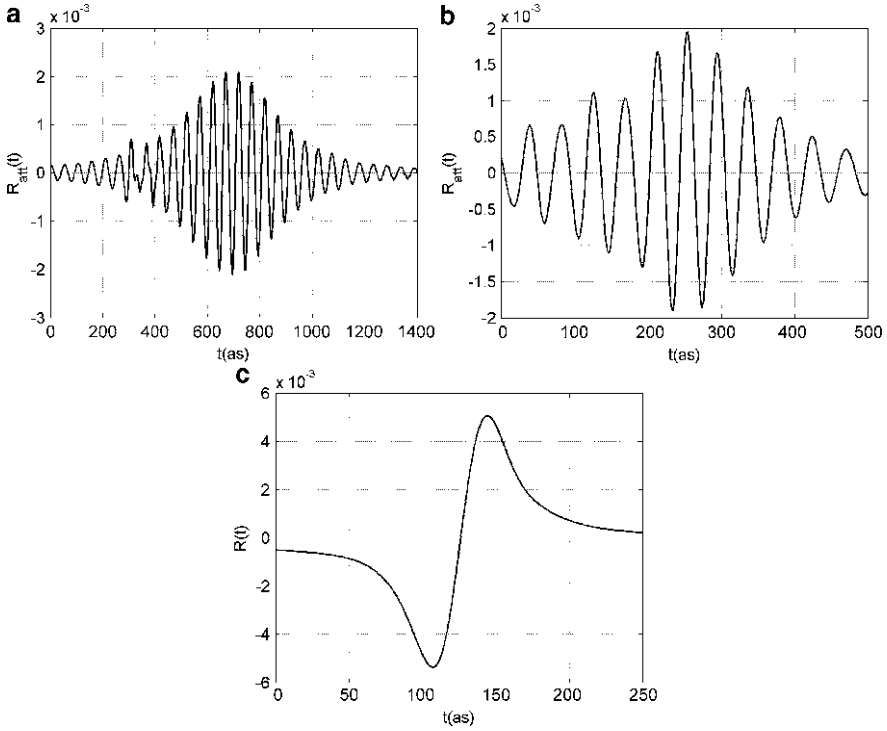 a
x 10⁻³
3
2
1
0
-1
-2
-3
0 200 400 600 800 1000 1200 1400
R_att(t)
t(as)
b
x 10⁻³
2
1.5
1
0.5
0
-0.5
-1
-1.5
-2
0 100 200 300 400 500
R_att(t)
t(as)
c
x 10⁻³
6
4
2
0
-2
-4
-6
0 50 100 150 200 250
R(t)
t(as)